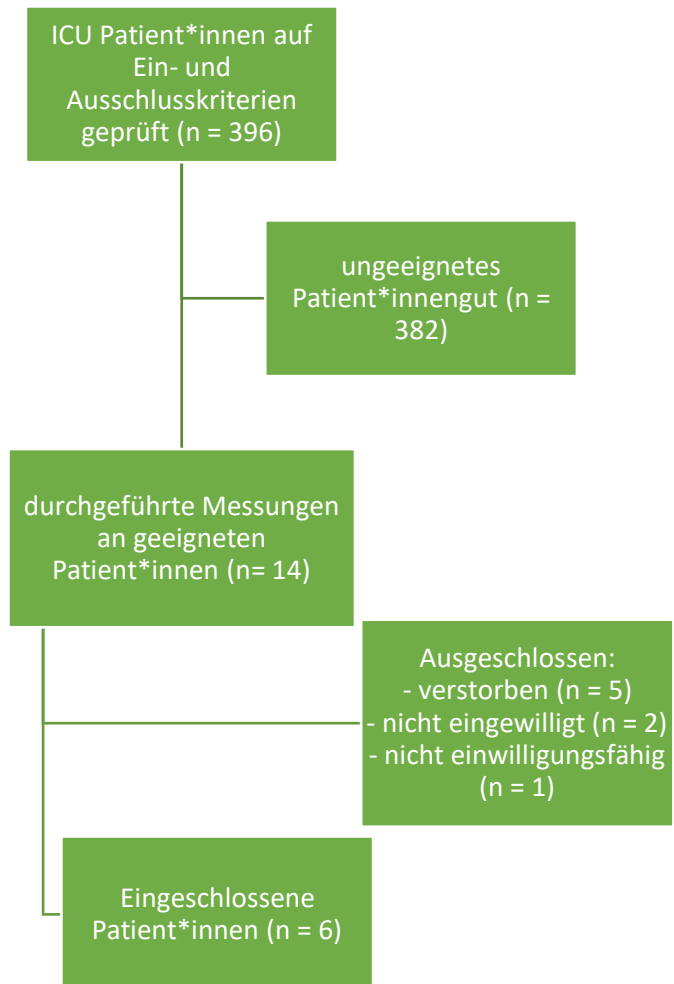 ICU Patient*innen auf
Ein- und
Ausschlusskriterien
geprüft (n = 396)
ungeeignetes
Patient*innengut (n =
382)
durchgeführte Messungen
an geeigneten
Patient*innen (n= 14)
Ausgeschlossen:
- verstorben (n = 5)
- nicht eingewilligt (n = 2)
- nicht einwilligungsfähig
(n = 1)
Eingeschlossene
Patient*innen (n = 6)